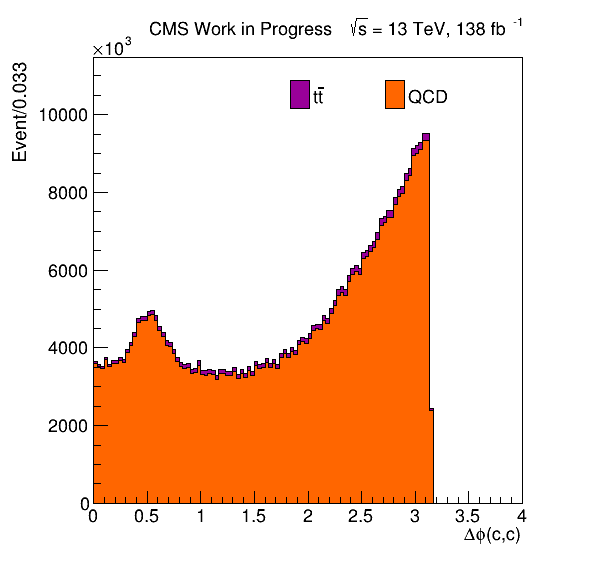 CMS Work in Progress √s = 13 TeV, 138 fb⁻¹
×10³
Event/0.033
tt̄
QCD
10000
8000
6000
4000
2000
0
0 0.5 1 1.5 2 2.5 3 3.5 4
Δϕ(c,c)